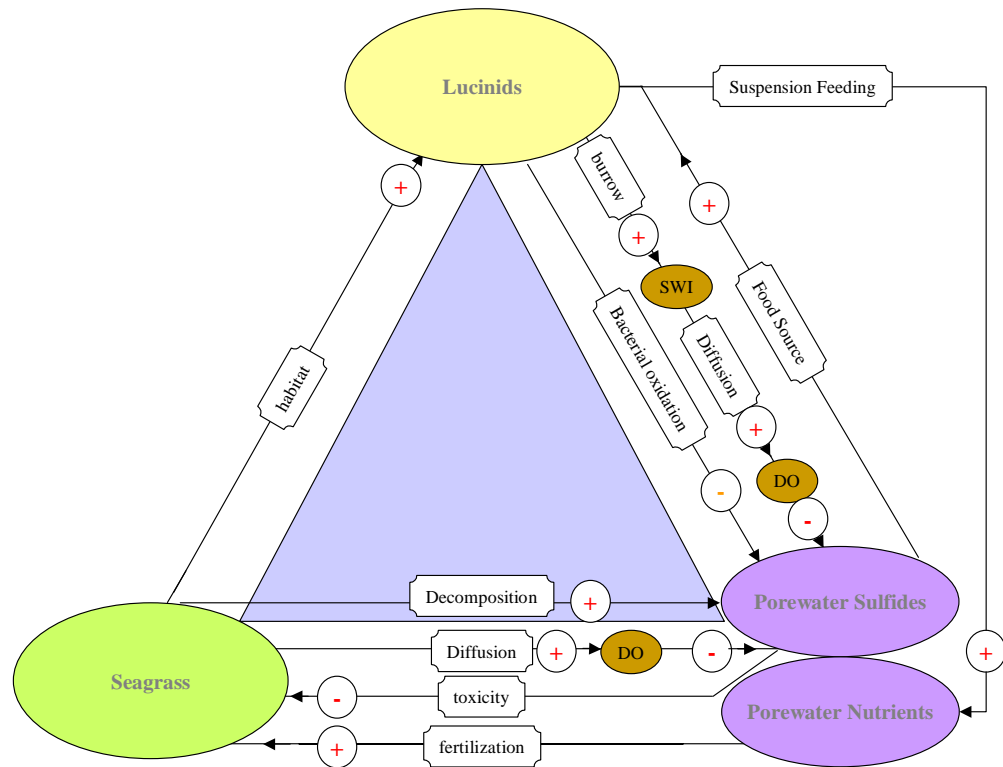 Lucinids
Suspension Feeding
burrow
+
+
+
SWI
Bacterial oxidation
Diffusion
Food Source
habitat
+
-
DO
-
Decomposition
+
Porewater Sulfides
Diffusion
+
DO
-
+
Seagrass
-
toxicity
Porewater Nutrients
+
fertilization